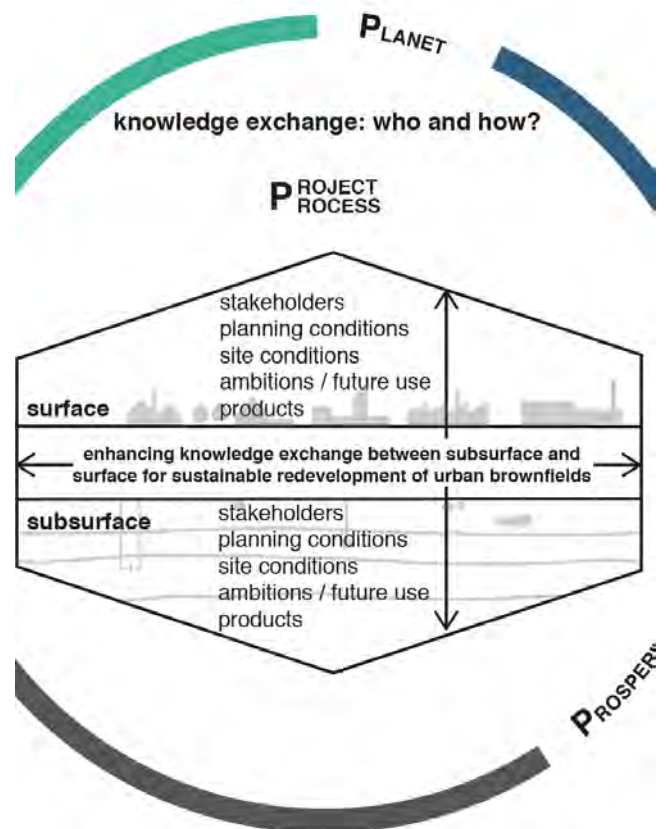 PLANET
knowledge exchange: who and how?
PROJECT
PROCESS
stakeholders
planning conditions
site conditions
ambitions / future use
surface products
enhancing knowledge exchange between subsurface and
surface for sustainable redevelopment of urban brownfields
subsurface stakeholders
planning conditions
site conditions
ambitions / future use
products